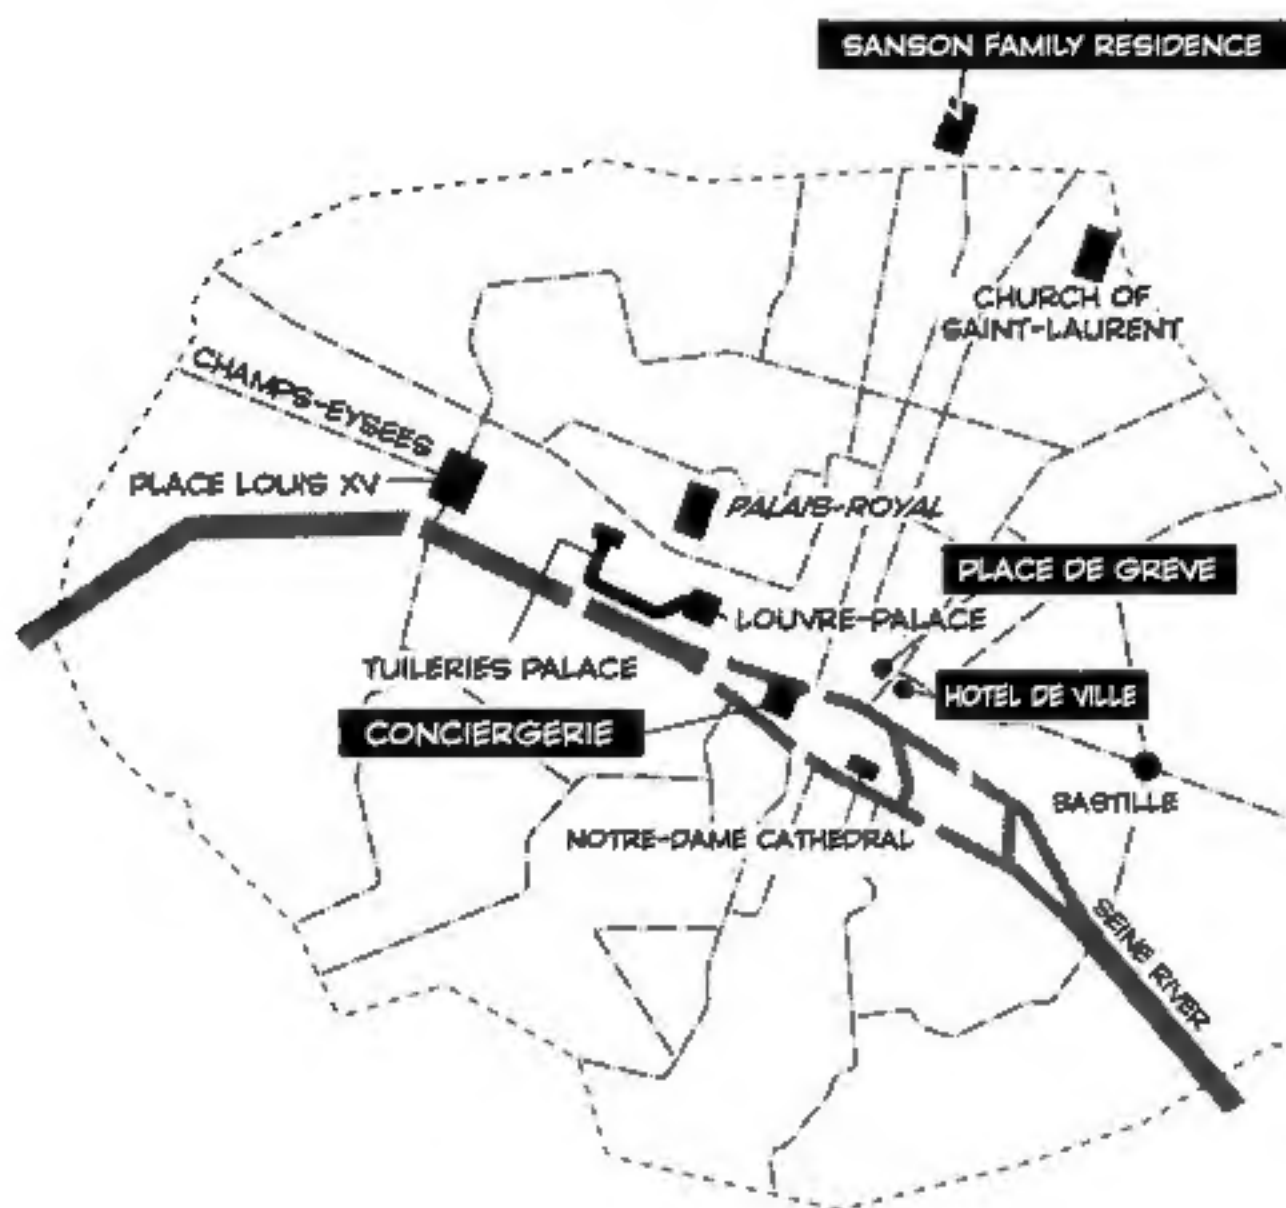 SANSON FAMILY RESIDENCE
CHURCH OF
SAINT-LAURENT
CHAMPS-EYSEES
PLACE LOUIS XV
PALAIS-ROYAL
PLACE DE GREVE
LOUVRE-PALACE
TUILERIES PALACE
HOTEL DE VILLE
CONCIERGERIE
BASTILLE
NOTRE-DAME CATHEDRAL
SEINE RIVER